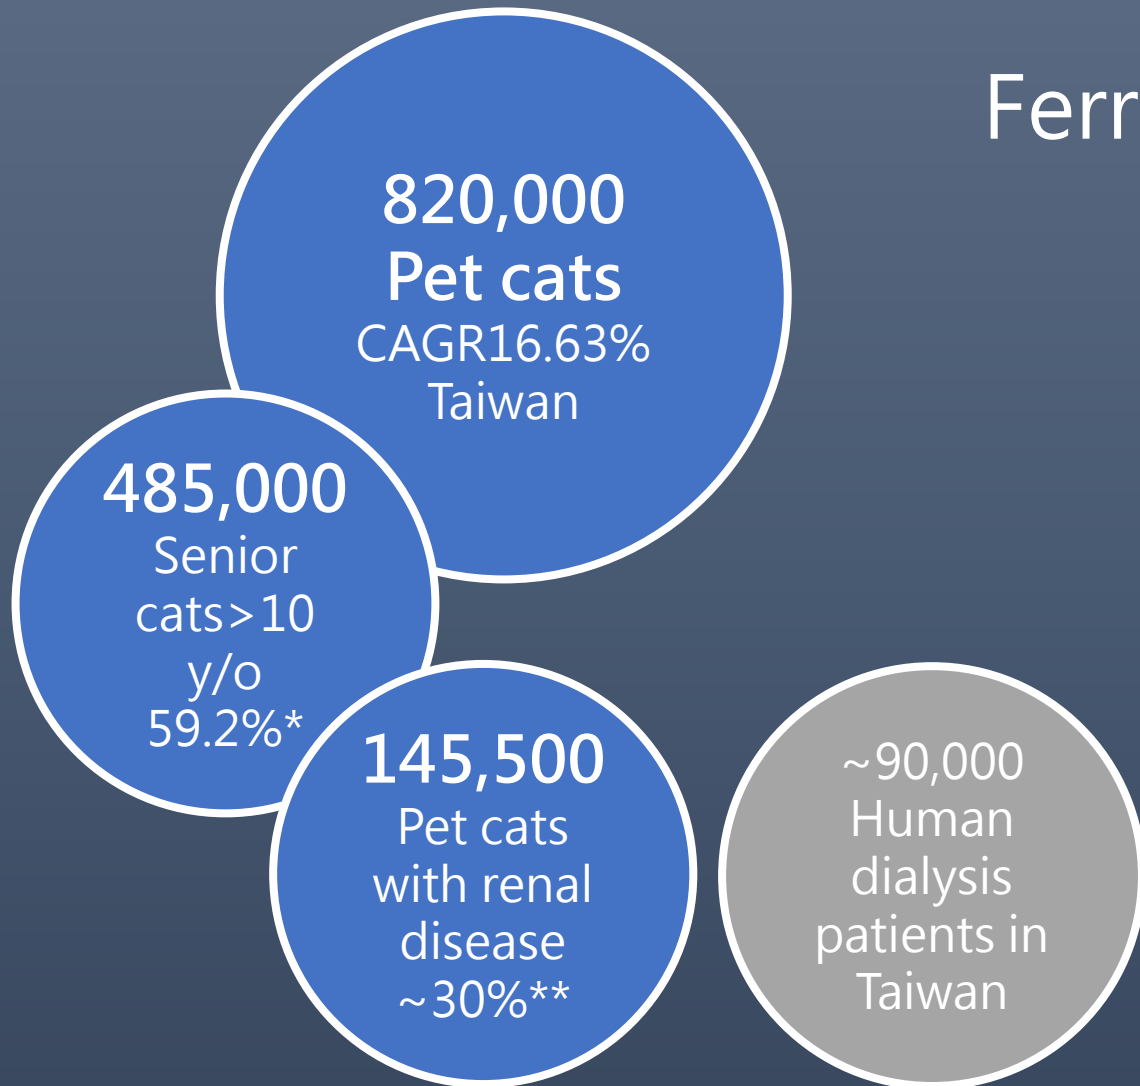 Ferr
820,000
Pet cats
CAGR16.63%
Taiwan
485,000
Senior
cats>10
y/o
59.2%*
145,500
Pet cats
with renal
disease
~30%**
~90,000
Human
dialysis
patients in
Taiwan